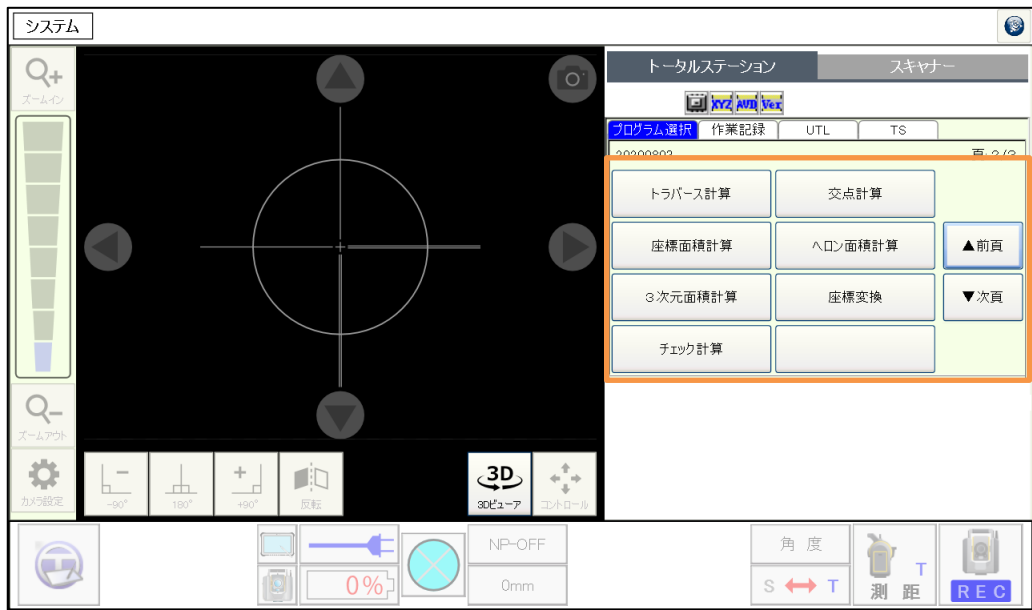 システム
ズームイン
ズームアウト
カメラ設定
-90°
180°
+90°
反転
3D
3Dビューア
コントロール
トータルステーション
スキャナー
XYZ AVD Vex
プログラム選択 作業記録 UTL TS
トラバース計算 交点計算
座標面積計算 ヘロン面積計算 ▲前頁
3次元面積計算 座標変換 ▼次頁
チェック計算
NP-OFF
0%
0mm
角 度
S ↔ T
T
測 距
REC